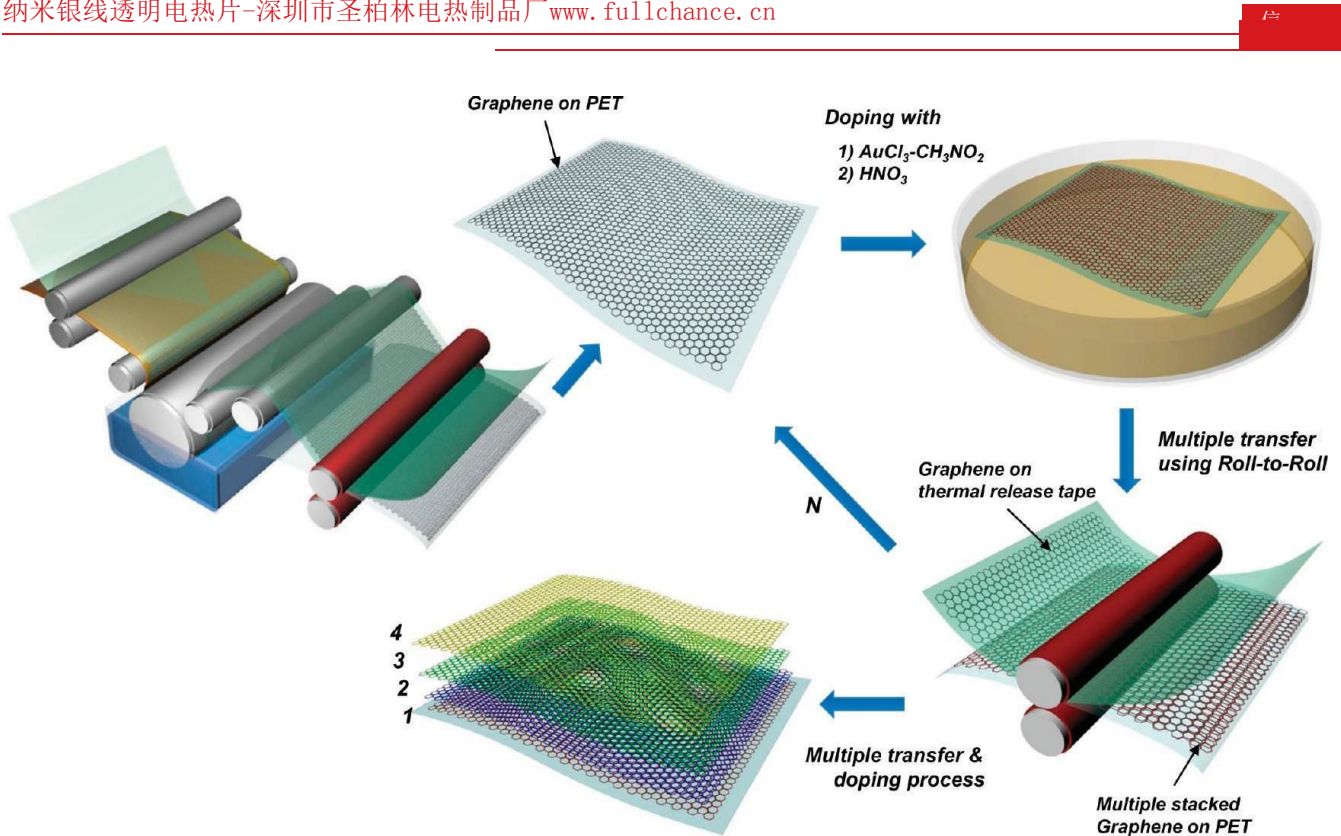 纳米银线透明电热片-深圳市圣柏林电热制品厂www.fullchance.cn
Graphene on PET
Doping with
1) AuCl₃-CH₃NO₂
2) HNO₃
Multiple transfer
using Roll-to-Roll
Graphene on
thermal release tape
N
4
3
2
1
Multiple transfer &
doping process
Multiple stacked
Graphene on PET